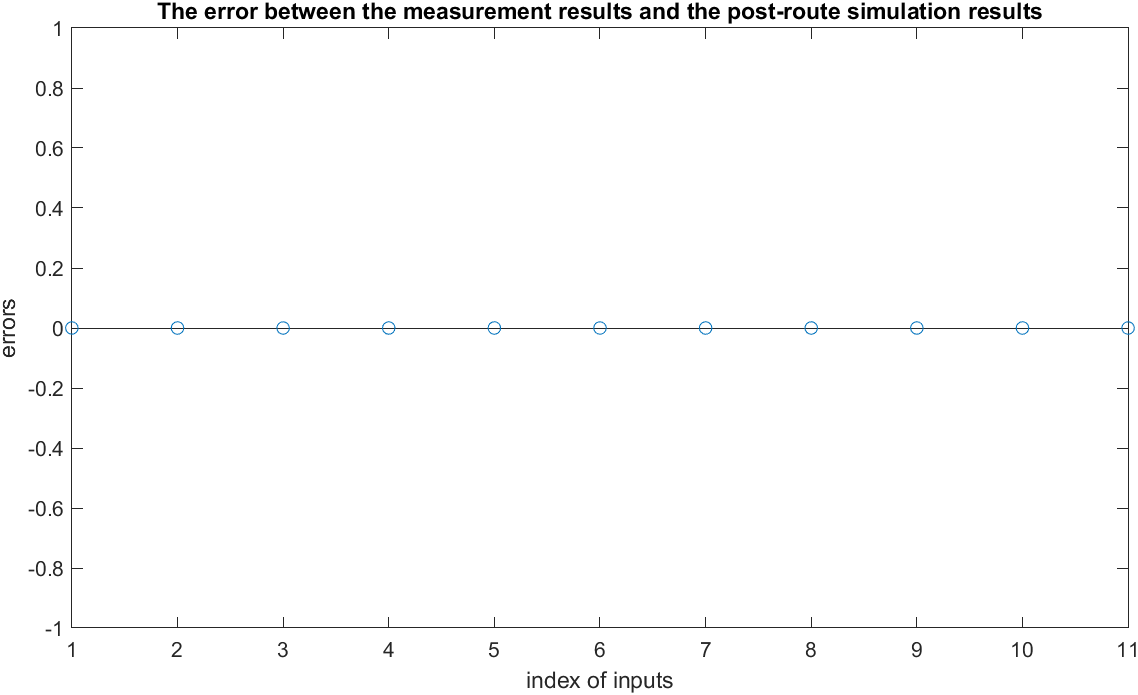 The error between the measurement results and the post-route simulation results
1
0.8
0.6
0.4
0.2
0
-0.2
-0.4
-0.6
-0.8
-1
errors
1 2 3 4 5 6 7 8 9 10 11
index of inputs